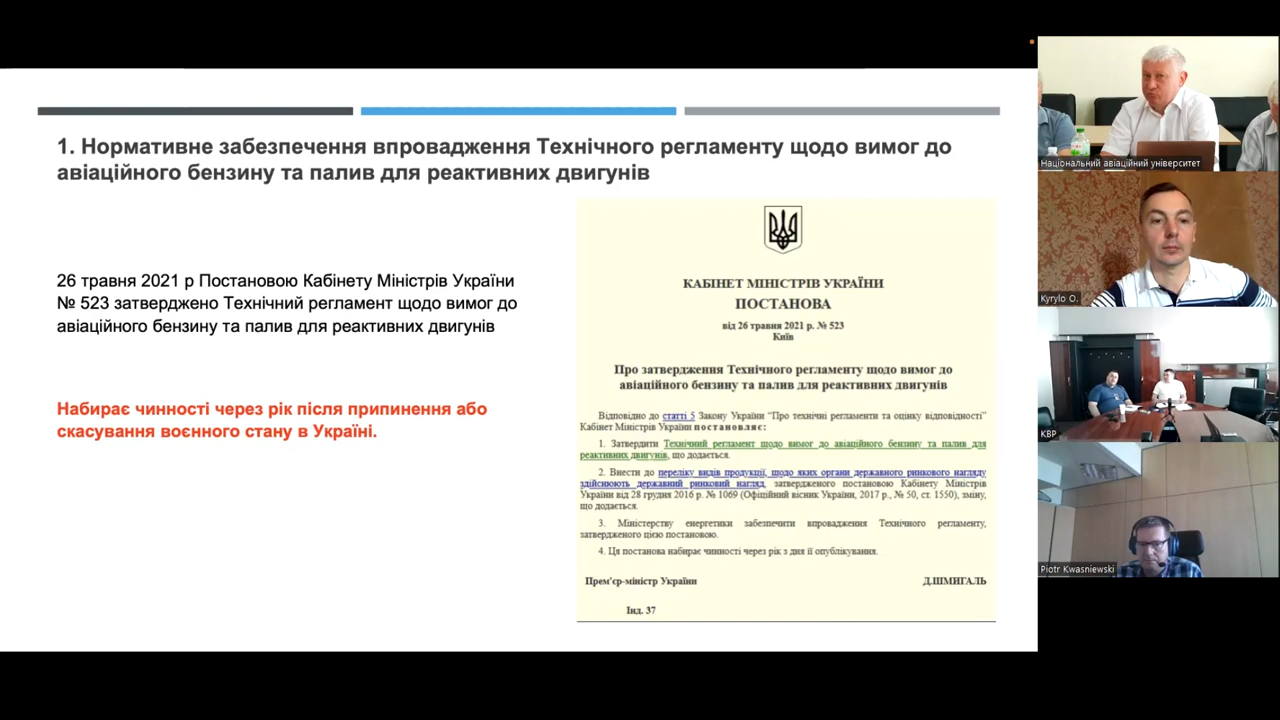 1. Нормативне забезпечення впровадження Технічного регламенту щодо вимог до
авіаційного бензину та палив для реактивних двигунів
26 травня 2021 р Постановою Кабінету Міністрів України
№ 523 затверджено Технічний регламент щодо вимог до
авіаційного бензину та палив для реактивних двигунів
Набирає чинності через рік після припинення або
скасування воєнного стану в Україні.
КАБІНЕТ МІНІСТРІВ УКРАЇНИ
ПОСТАНОВА
від 26 травня 2021 р. № 523
Київ
Про затвердження Технічного регламенту щодо вимог до
авіаційного бензину та палив для реактивних двигунів
Відповідно до статті 5 Закону України “Про технічні регламенти та оцінку відповідності”
Кабінет Міністрів України постановляє:
1. Затвердити Технічний регламент щодо вимог до авіаційного бензину та палив для
реактивних двигунів, що додається.
2. Внести до переліку видів продукції, щодо яких органи державного ринкового нагляду
здійснюють державний ринковий нагляд, затвердженого постановою Кабінету Міністрів
України від 28 грудня 2016 р. № 1069 (Офіційний вісник України, 2017 р., № 50, ст. 1550), зміну,
що додається.
3. Міністерству енергетики забезпечити впровадження Технічного регламенту,
затвердженого цією постановою.
4. Ця постанова набирає чинності через рік з дня її опублікування.
Прем'єр-міністр України Д.ШМИГАЛЬ
Інд. 37
Національний авіаційний університет
Kyrylo O.
КВР
Piotr Kwasniewski